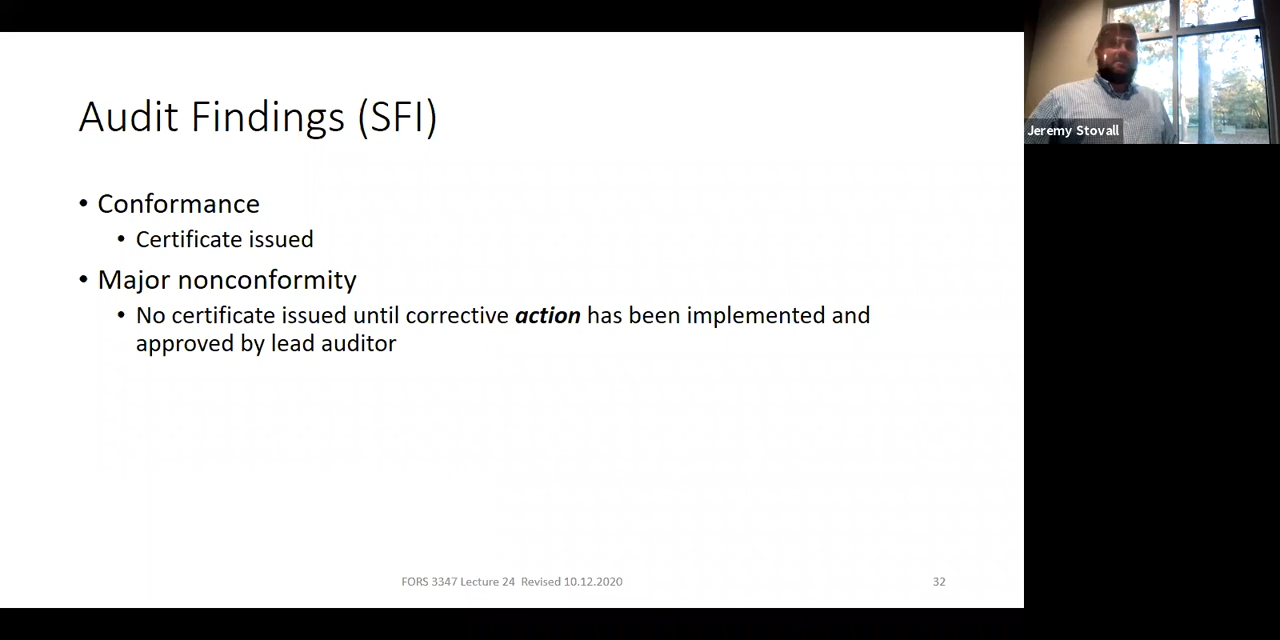 Audit Findings (SFI)
• Conformance
• Certificate issued
• Major nonconformity
• No certificate issued until corrective action has been implemented and
approved by lead auditor
FORS 3347 Lecture 24 Revised 10.12.2020
32
Jeremy Stovall